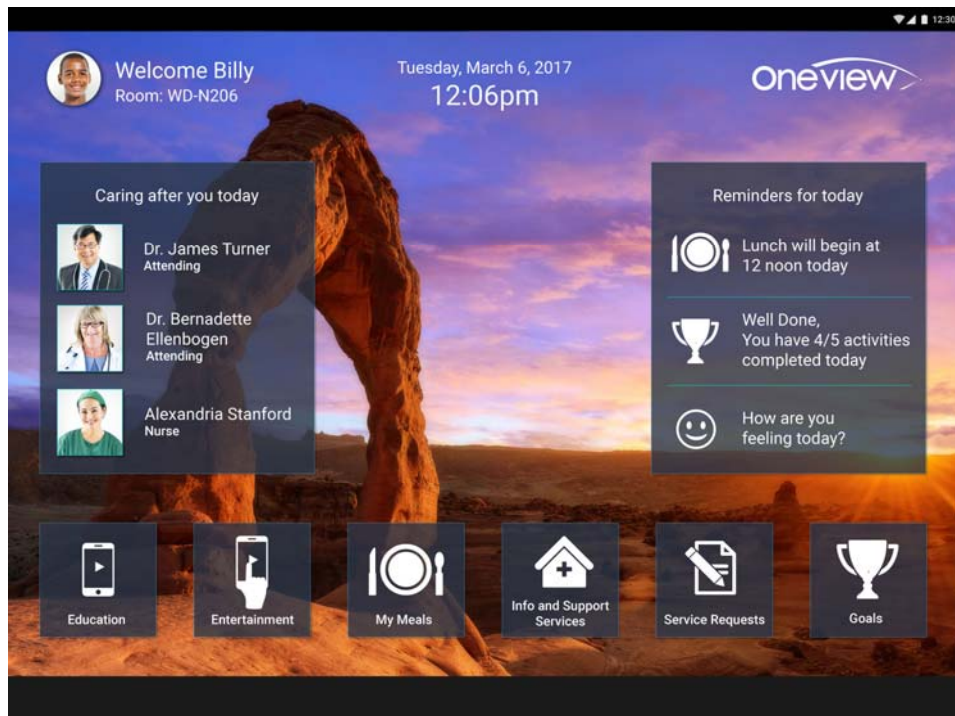 12:30
Welcome Billy
Room: WD-N206
Tuesday, March 6, 2017
12:06pm
Oneview
Caring after you today
Dr. James Turner
Attending
Dr. Bernadette
Ellenbogen
Attending
Alexandria Stanford
Nurse
Reminders for today
Lunch will begin at
12 noon today
Well Done,
You have 4/5 activities
completed today
How are you
feeling today?
Education
Entertainment
My Meals
Info and Support
Services
Service Requests
Goals